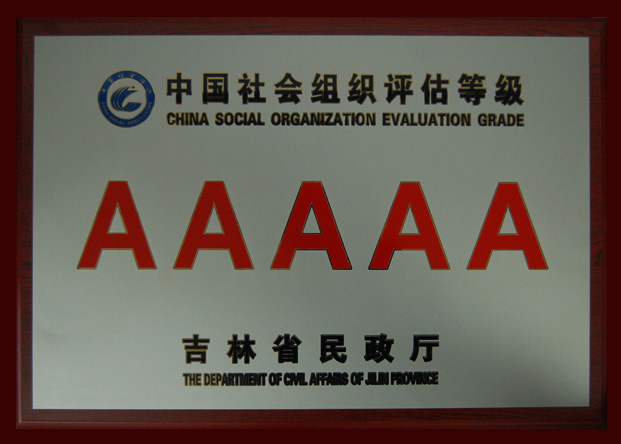 中国社会组织评估等级
CHINA SOCIAL ORGANIZATION EVALUATION GRADE
AAAAA
吉林省民政厅
THE DEPARTMENT OF CIVIL AFFAIRS OF JILIN PROVINCE